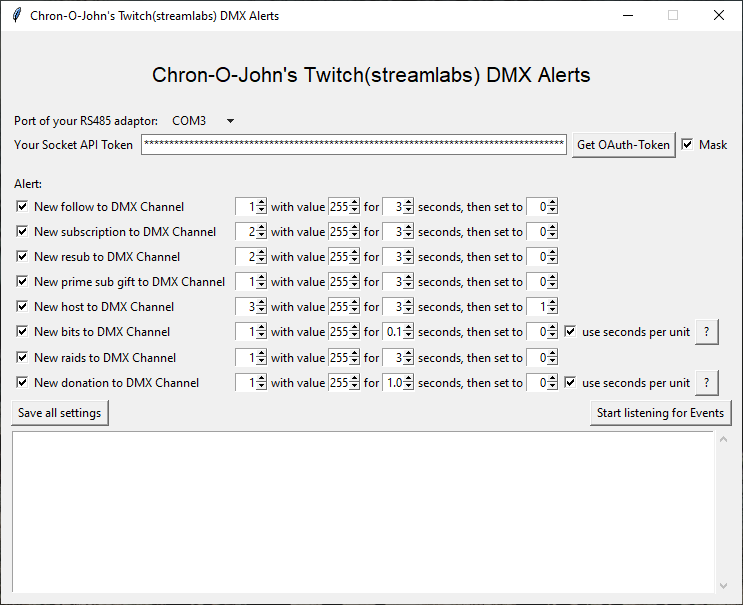 Chron-O-John's Twitch(streamlabs) DMX Alerts
Chron-O-John's Twitch(streamlabs) DMX Alerts
Port of your RS485 adaptor: COM3
Your Socket API Token ************************************************************************************ Get OAuth-Token Mask
Alert:
New follow to DMX Channel 1 with value 255 for 3 seconds, then set to 0
New subscription to DMX Channel 2 with value 255 for 3 seconds, then set to 0
New resub to DMX Channel 2 with value 255 for 3 seconds, then set to 0
New prime sub gift to DMX Channel 1 with value 255 for 3 seconds, then set to 0
New host to DMX Channel 3 with value 255 for 3 seconds, then set to 1
New bits to DMX Channel 1 with value 255 for 0.1 seconds, then set to 0 use seconds per unit ?
New raids to DMX Channel 1 with value 255 for 3 seconds, then set to 0
New donation to DMX Channel 1 with value 255 for 1.0 seconds, then set to 0 use seconds per unit ?
Save all settings Start listening for Events